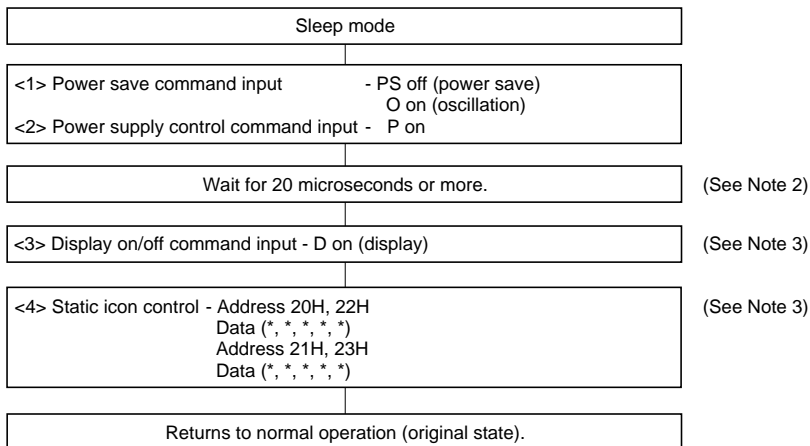 Sleep mode
<1> Power save command input - PS off (power save)
O on (oscillation)
<2> Power supply control command input - P on
Wait for 20 microseconds or more. (See Note 2)
<3> Display on/off command input - D on (display) (See Note 3)
<4> Static icon control - Address 20H, 22H (See Note 3)
Data (*, *, *, *, *)
Address 21H, 23H
Data (*, *, *, *, *)
Returns to normal operation (original state).